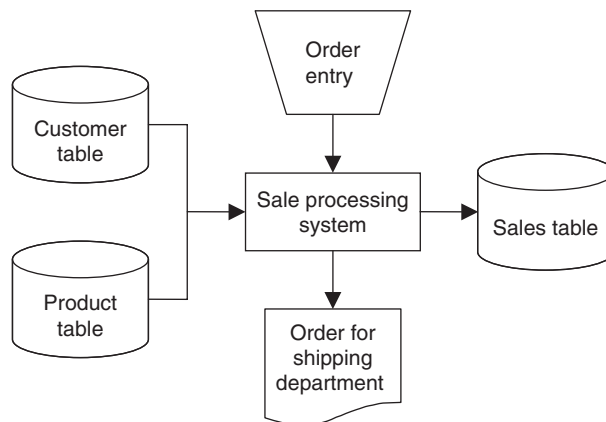 Order
entry
Customer
table
Sale processing
system
Sales table
Product
table
Order for
shipping
department